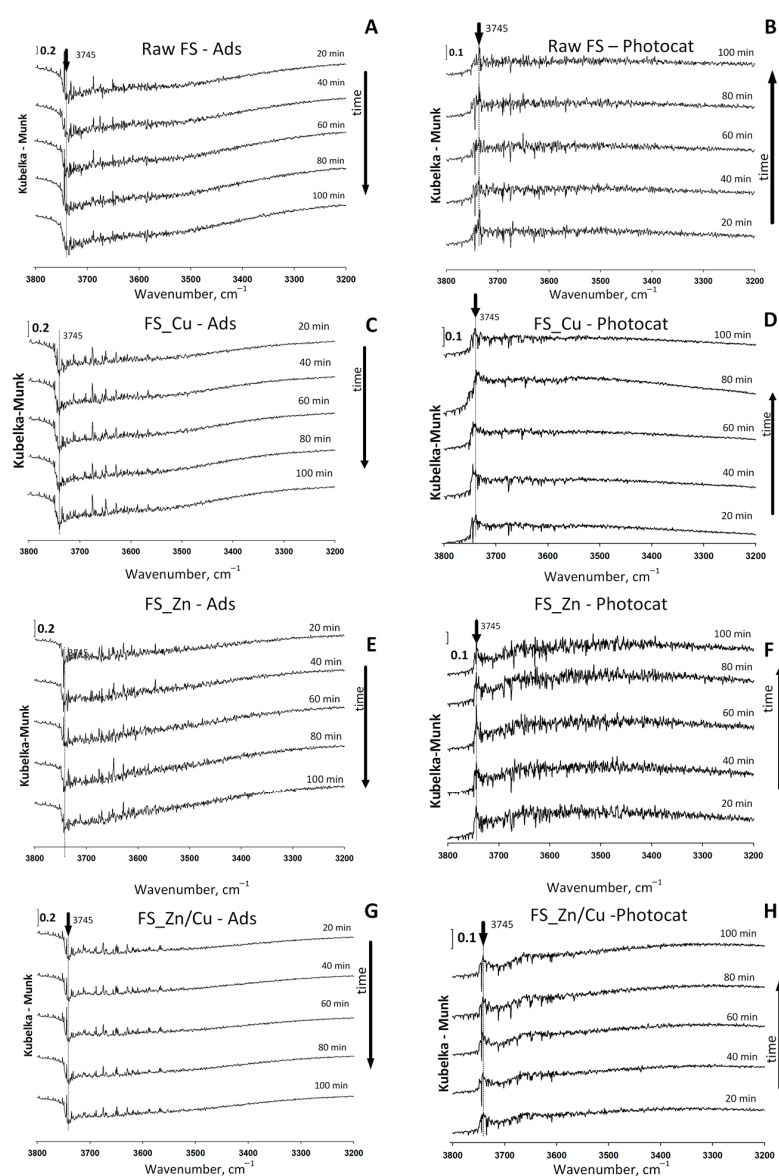 A
Raw FS - Ads
0.2
3745
20 min
40 min
60 min
80 min
100 min
time
Kubelka - Munk
3800 3700 3600 3500 3400 3300 3200
Wavenumber, cm−1
B
Raw FS – Photocat
0.1
3745
100 min
80 min
60 min
40 min
20 min
time
Kubelka - Munk
3800 3700 3600 3500 3400 3300 3200
Wavenumber, cm−1
C
FS_Cu - Ads
0.2
3745
20 min
40 min
60 min
80 min
100 min
time
Kubelka-Munk
3800 3700 3600 3500 3400 3300 3200
Wavenumber, cm−1
D
FS_Cu - Photocat
0.1
3745
100 min
80 min
60 min
40 min
20 min
time
Kubelka-Munk
3800 3700 3600 3500 3400 3300 3200
Wavenumber, cm−1
FS_Zn - Ads
E
0.2
3745
20 min
40 min
60 min
80 min
100 min
time
Kubelka-Munk
3800 3700 3600 3500 3400 3300 3200
Wavenumber, cm−1
FS_Zn - Photocat
F
0.1
3745
100 min
80 min
60 min
40 min
20 min
time
Kubelka-Munk
3800 3700 3600 3500 3400 3300 3200
Wavenumber, cm−1
G
FS_Zn/Cu - Ads
0.2
3745
20 min
40 min
60 min
80 min
100 min
time
Kubelka - Munk
3800 3700 3600 3500 3400 3300 3200
Wavenumber, cm−1
H
FS_Zn/Cu -Photocat
0.1
3745
100 min
80 min
60 min
40 min
20 min
time
Kubelka - Munk
3800 3700 3600 3500 3400 3300 3200
Wavenumber, cm−1